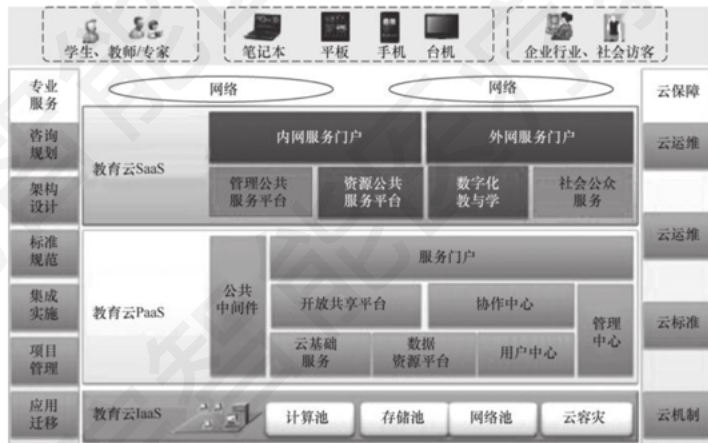 学生、教师/专家
笔记本
平板
手机
台机
企业行业、社会访客
网络
网络
专业
服务
咨询
规划
架构
设计
标准
规范
集成
实施
项目
管理
应用
迁移
教育云SaaS
内网服务门户
外网服务门户
管理公共
服务平台
资源公共
服务平台
数字化
教与学
社会公众
服务
教育云PaaS
公共
中间件
服务门户
开放共享平台
协作中心
管理
中心
云基础
服务
数据
资源平台
用户中心
教育云IaaS
计算池
存储池
网络池
云容灾
云保障
云运维
云运维
云标准
云机制